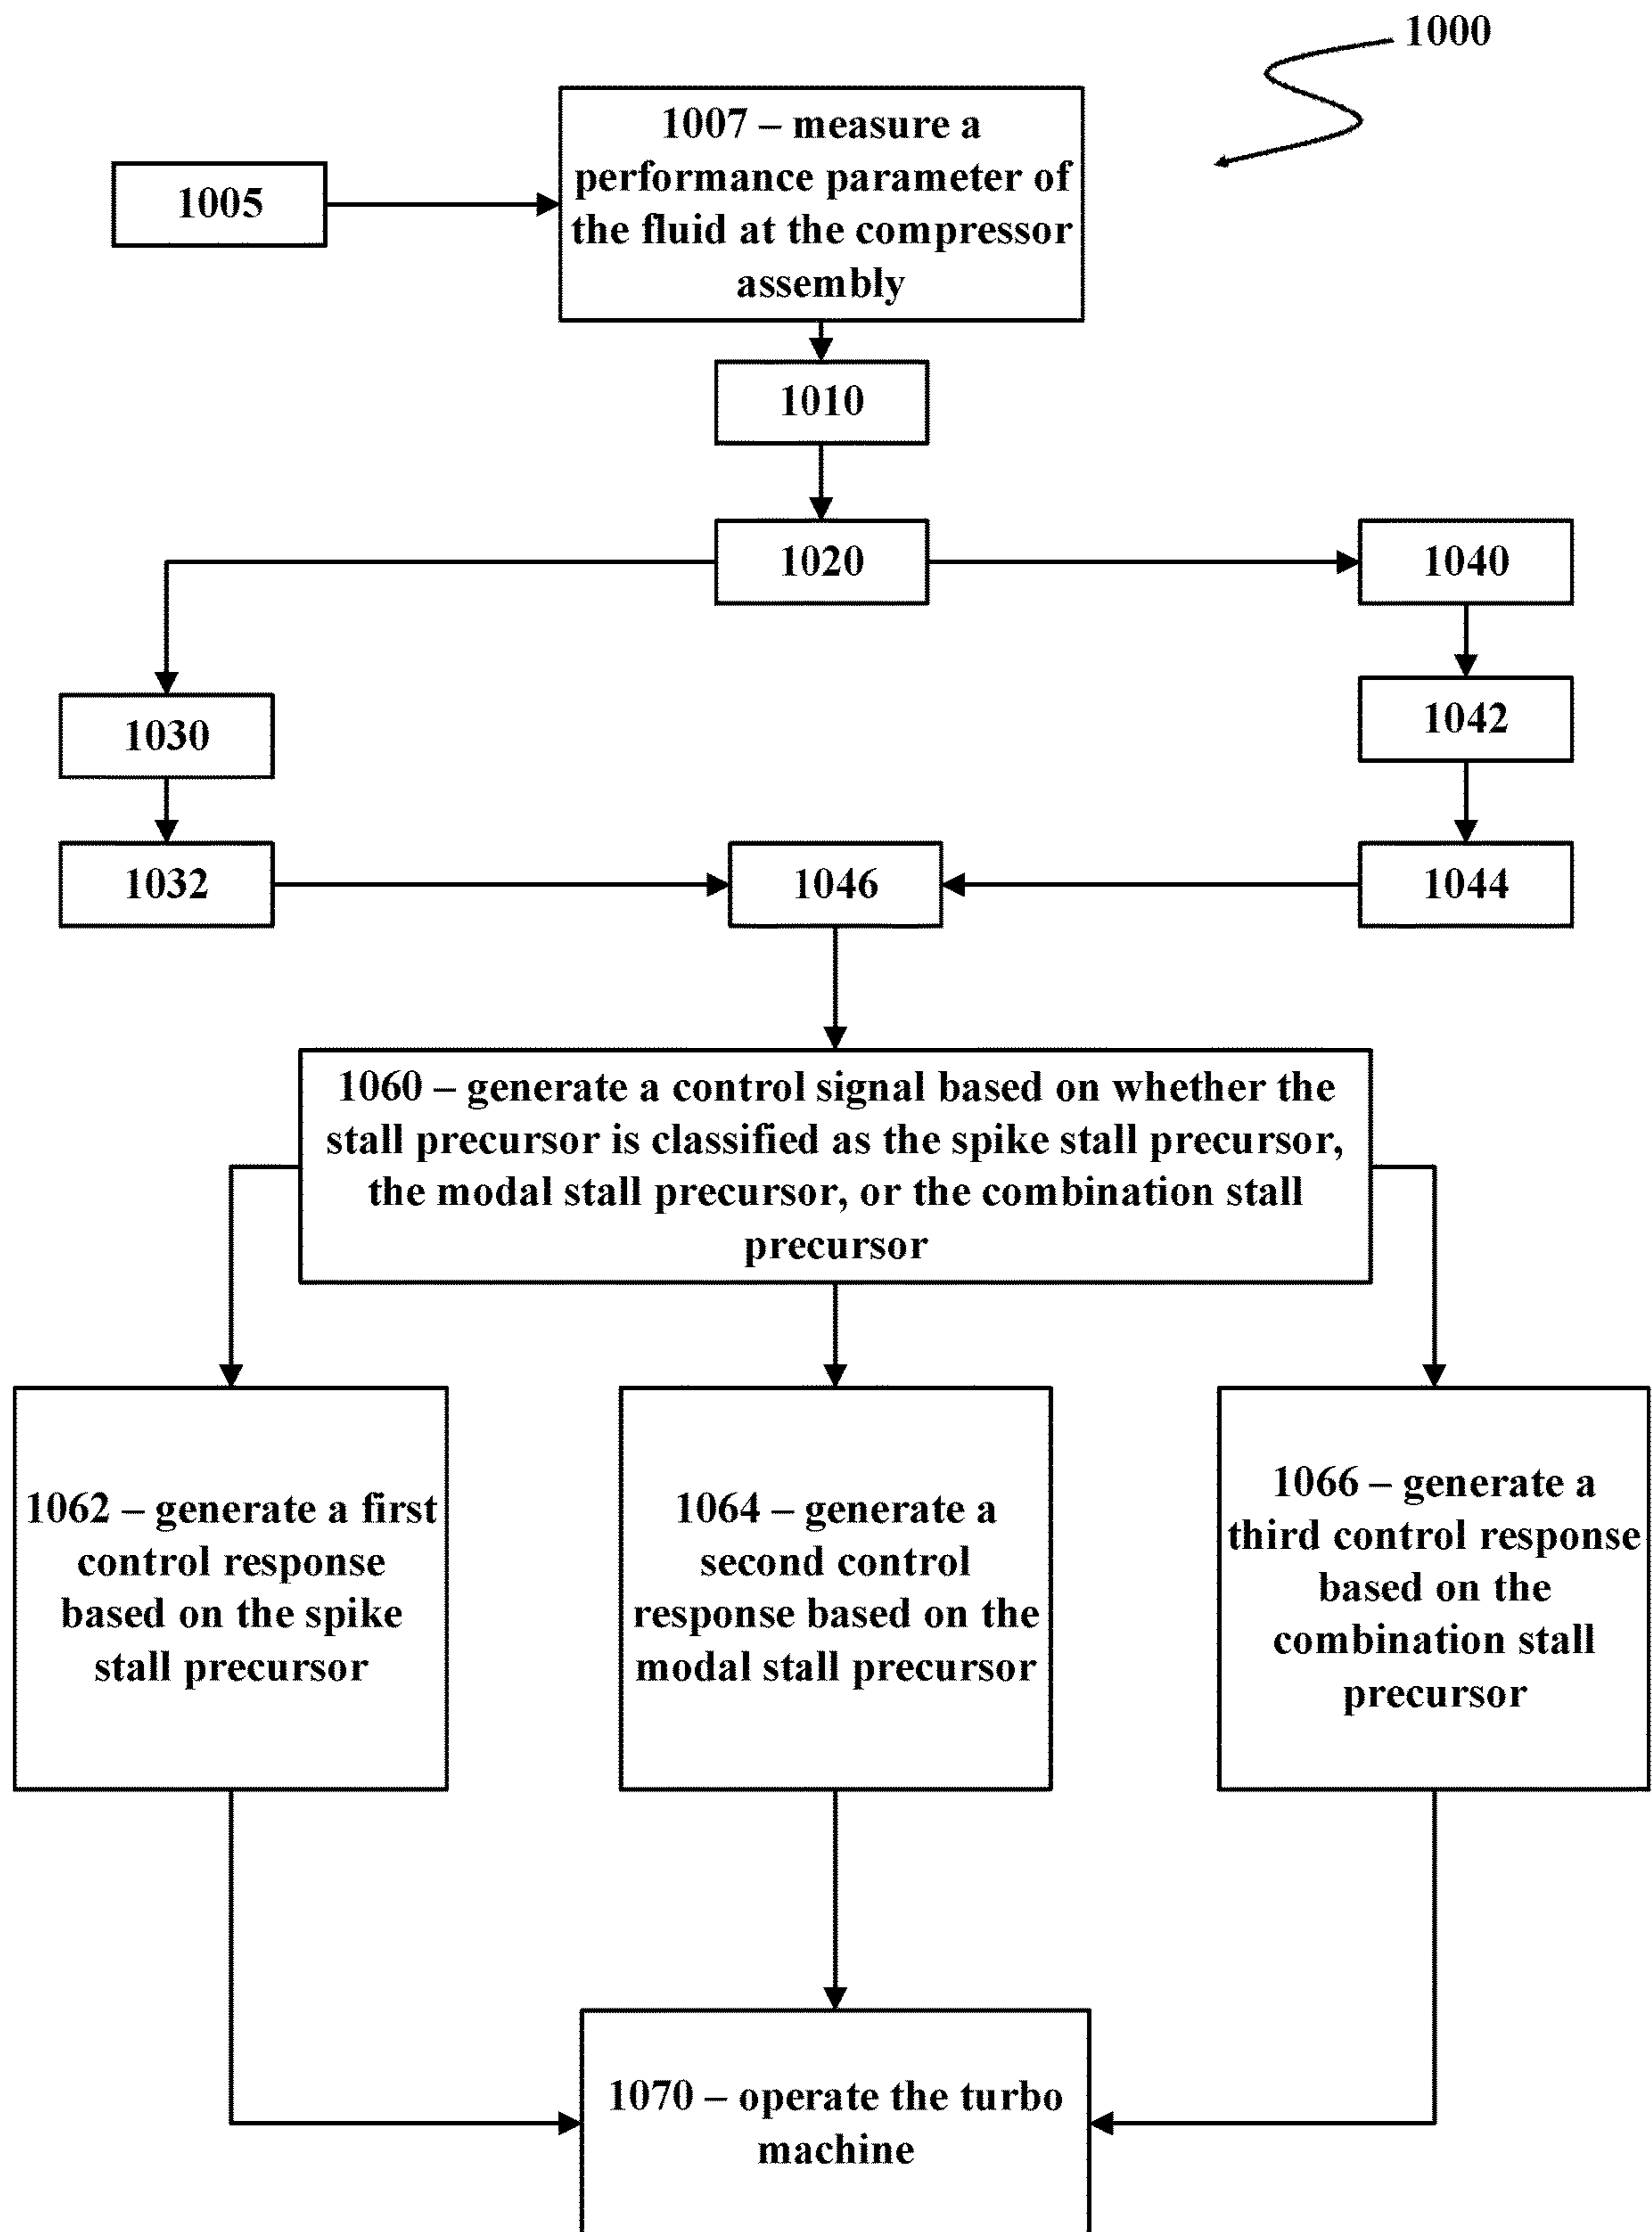 1000
1007 – measure a
performance parameter of
the fluid at the compressor
assembly
1005
1010
1020
1040
1030
1042
1032
1046
1044
1060 – generate a control signal based on whether the
stall precursor is classified as the spike stall precursor,
the modal stall precursor, or the combination stall
precursor
1062 – generate a first
control response
based on the spike
stall precursor
1064 – generate a
second control
response based on the
modal stall precursor
1066 – generate a
third control response
based on the
combination stall
precursor
1070 – operate the turbo
machine